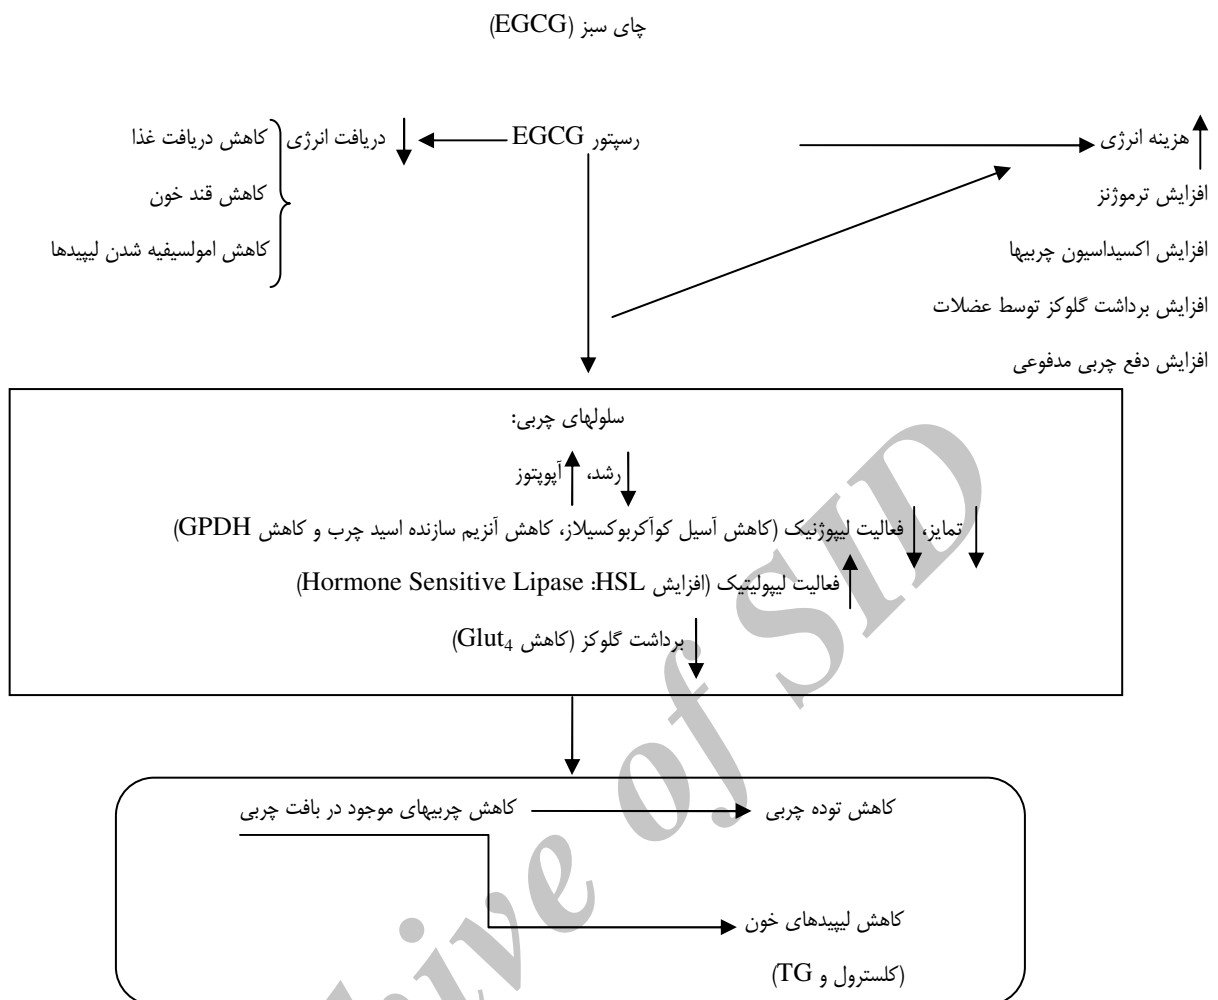 چای سبز (EGCG)
هزینه انرژی
رسپتور EGCG
دریافت انرژی
کاهش دریافت غذا
افزایش ترموژنز
کاهش قند خون
افزایش اکسیداسیون چربیها
کاهش امولسیفیه شدن لیپیدها
افزایش برداشت گلوکز توسط عضلات
افزایش دفع چربی مدفوعی
سلولهای چربی:
رشد، آپوپتوز
تمایز، فعالیت لیپوژنیک (کاهش آسیل کوآکربوکسیلاز، کاهش آنزیم سازنده اسید چرب و کاهش GPDH)
فعالیت لیپولیتیک (افزایش HSL: Hormone Sensitive Lipase)
برداشت گلوکز (کاهش Glut4)
کاهش توده چربی
کاهش چربیهای موجود در بافت چربی
کاهش لیپیدهای خون
(کلسترول و TG)
hive of SID